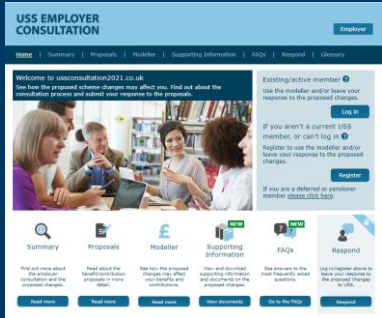 USS EMPLOYER
CONSULTATION
Employer
Home | Summary | Proposals | Modeller | Supporting Information | FAQs | Respond | Glossary
Welcome to ussconsultation2021.co.uk
See how the proposed scheme changes may affect you. Find out about the
consultation process and submit your response to the proposals.
Existing/active member ?
Use the modeller and/or leave your
response to the proposed changes.
Log in
If you aren't a current USS
member, or can't log in ?
Register to use the modeller and/or
leave your response to the proposed
changes.
Register
If you are a deferred or pensioner
member please click here.
Summary
Find out more about
the employer
consultation and the
proposed changes.
Read more
Proposals
Read about the
benefit/contribution
proposals in more
detail.
Read more
£
Modeller
See how the proposed
changes may affect
your benefits and
contributions.
Read more
NEW
Supporting
Information
View and download
supporting information
and documents on the
proposed changes.
View documents
NEW
FAQs
See answers to the
most frequently asked
questions.
Go to the FAQs
Respond
Log in/register above to
leave your response to
the proposed changes
to USS.
Respond